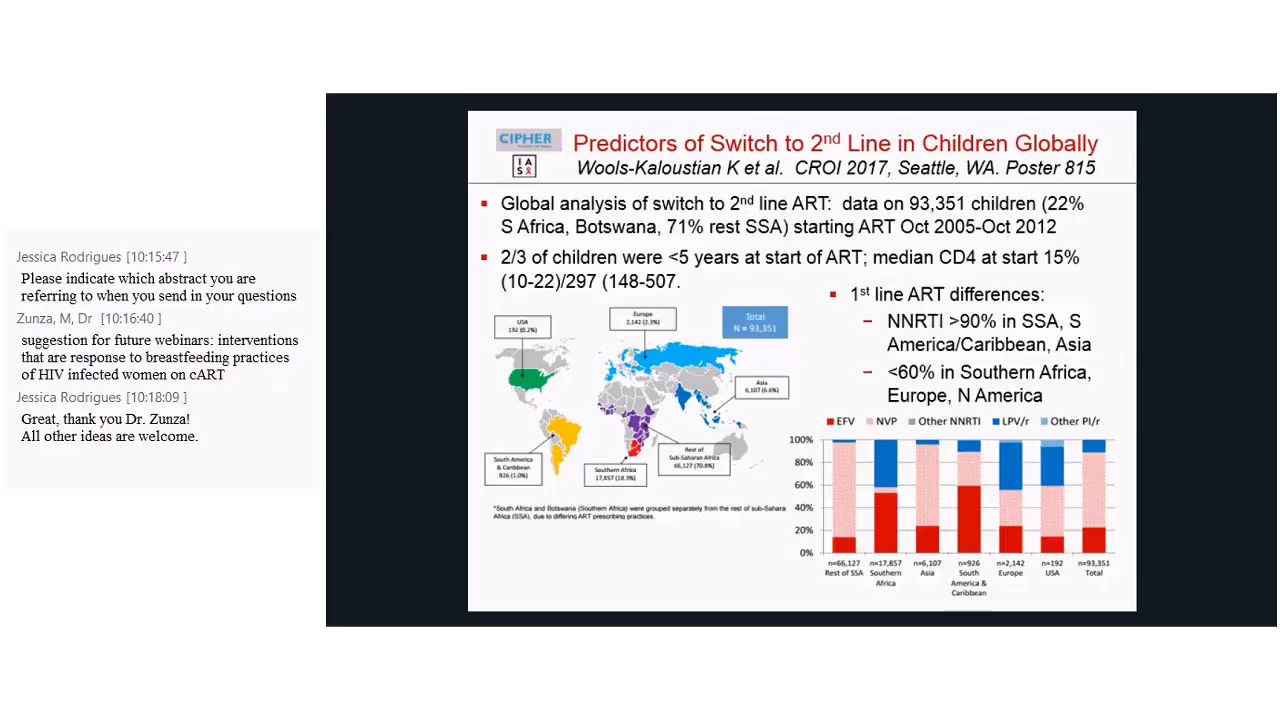 Jessica Rodrigues [10:15:47 ]
Please indicate which abstract you are
referring to when you send in your questions
Zunza, M, Dr [10:16:40 ]
suggestion for future webinars: interventions
that are response to breastfeeding practices
of HIV infected women on cART
Jessica Rodrigues [10:18:09 ]
Great, thank you Dr. Zunza!
All other ideas are welcome.
CIPHER
IAS
Predictors of Switch to 2nd Line in Children Globally
Wools-Kaloustian K et al. CROI 2017, Seattle, WA. Poster 815
Global analysis of switch to 2nd line ART: data on 93,351 children (22%
S Africa, Botswana, 71% rest SSA) starting ART Oct 2005-Oct 2012
2/3 of children were <5 years at start of ART; median CD4 at start 15%
(10-22)/297 (148-507.
USA
192 (0.2%)
Europe
2,142 (2.3%)
Total
N = 93,351
Asia
6,107 (6.6%)
South America
& Caribbean
926 (1.0%)
Southern Africa
17,857 (18.3%)
Rest of
Sub-Saharan Africa
66,127 (70.8%)
*South Africa and Botswana (Southern Africa) were grouped separately from the rest of sub-Sahara
Africa (SSA), due to differing ART prescribing practices.
1st line ART differences:
– NNRTI >90% in SSA, S
America/Caribbean, Asia
– <60% in Southern Africa,
Europe, N America
EFV NVP Other NNRTI LPV/r Other PI/r
100%
80%
60%
40%
20%
0%
n=66,127 n=17,857 n=6,107 n=926 n=2,142 n=192 n=93,351
Rest of SSA Southern Asia South Europe USA Total
Africa America &
Caribbean